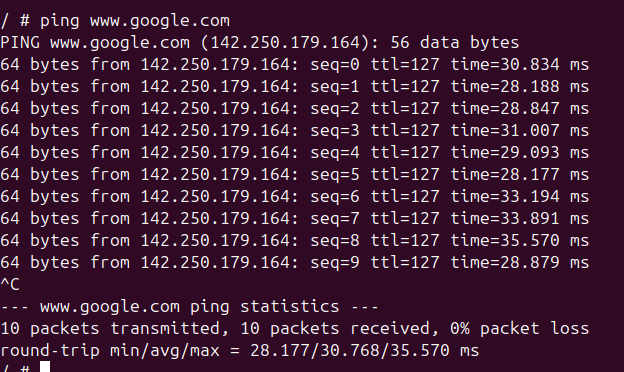 / # ping www.google.com
PING www.google.com (142.250.179.164): 56 data bytes
64 bytes from 142.250.179.164: seq=0 ttl=127 time=30.834 ms
64 bytes from 142.250.179.164: seq=1 ttl=127 time=28.188 ms
64 bytes from 142.250.179.164: seq=2 ttl=127 time=28.847 ms
64 bytes from 142.250.179.164: seq=3 ttl=127 time=31.007 ms
64 bytes from 142.250.179.164: seq=4 ttl=127 time=29.093 ms
64 bytes from 142.250.179.164: seq=5 ttl=127 time=28.177 ms
64 bytes from 142.250.179.164: seq=6 ttl=127 time=33.194 ms
64 bytes from 142.250.179.164: seq=7 ttl=127 time=33.891 ms
64 bytes from 142.250.179.164: seq=8 ttl=127 time=35.570 ms
64 bytes from 142.250.179.164: seq=9 ttl=127 time=28.879 ms
^C
--- www.google.com ping statistics ---
10 packets transmitted, 10 packets received, 0% packet loss
round-trip min/avg/max = 28.177/30.768/35.570 ms
/ #